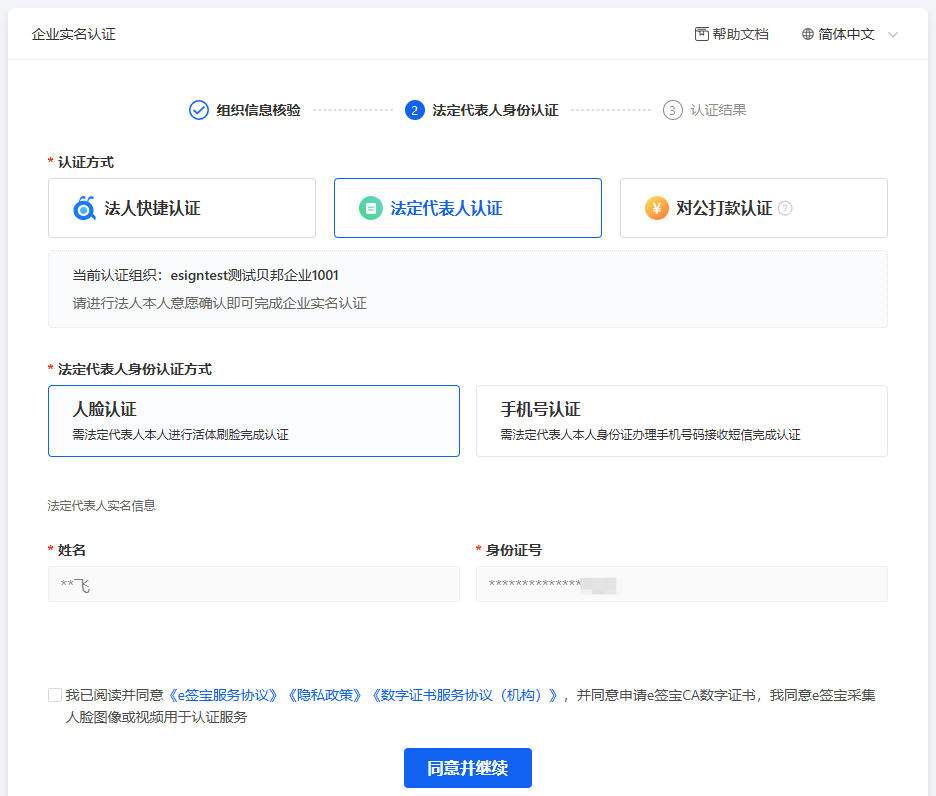 企业实名认证
帮助文档
简体中文
组织信息核验
2 法定代表人身份认证
3 认证结果
* 认证方式
法人快捷认证
法定代表人认证
¥ 对公打款认证 ?
当前认证组织：esigntest测试贝邦企业1001
请进行法人本人意愿确认即可完成企业实名认证
* 法定代表人身份认证方式
人脸认证
需法定代表人本人进行活体刷脸完成认证
手机号认证
需法定代表人本人身份证办理手机号码接收短信完成认证
法定代表人实名信息
* 姓名
**飞
* 身份证号
**************
我已阅读并同意《e签宝服务协议》《隐私政策》《数字证书服务协议（机构）》，并同意申请e签宝CA数字证书，我同意e签宝采集
人脸图像或视频用于认证服务
同意并继续